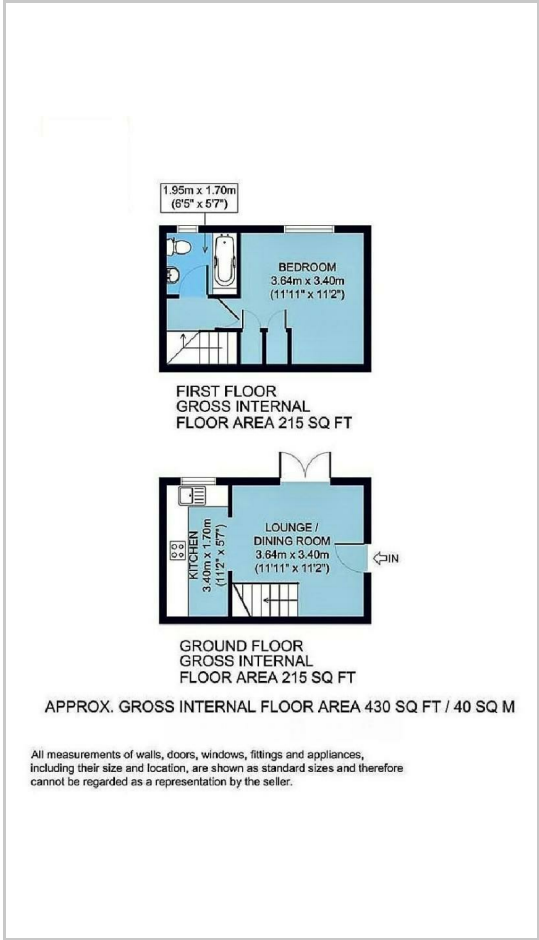 1.95m x 1.70m
(6'5" x 5'7")
BEDROOM
3.64m x 3.40m
(11'11" x 11'2")
FIRST FLOOR
GROSS INTERNAL
FLOOR AREA 215 SQ FT
KITCHEN
3.40m x 1.70m
(11'2" x 5'7")
LOUNGE /
DINING ROOM
3.64m x 3.40m
(11'11" x 11'2")
IN
GROUND FLOOR
GROSS INTERNAL
FLOOR AREA 215 SQ FT
APPROX. GROSS INTERNAL FLOOR AREA 430 SQ FT / 40 SQ M
All measurements of walls, doors, windows, fittings and appliances,
including their size and location, are shown as standard sizes and therefore
cannot be regarded as a representation by the seller.